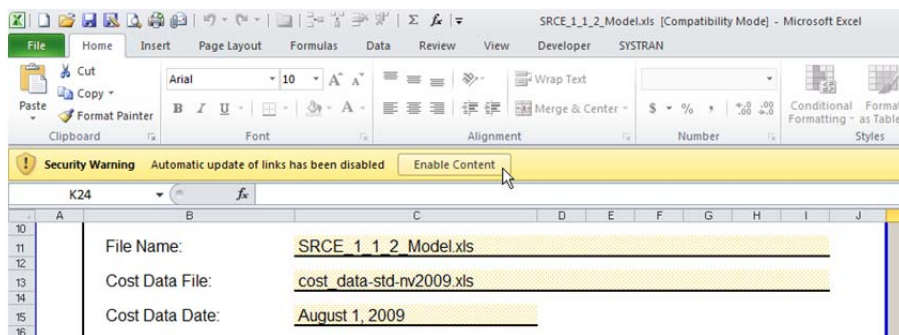 SRCE_1_1_2_Model.xls [Compatibility Mode] - Microsoft Excel
File Home Insert Page Layout Formulas Data Review View Developer SYSTRAN
Cut
Copy
Format Painter
Paste
Arial 10
Wrap Text
Merge & Center
Conditional Formatting
Format as Table
Clipboard Font Alignment Number Styles
Security Warning Automatic update of links has been disabled Enable Content
K24 fx
A B C D E F G H I J
10
11 File Name: SRCE_1_1_2_Model.xls
12
13 Cost Data File: cost_data-std-nv2009.xls
14
15 Cost Data Date: August 1, 2009
16